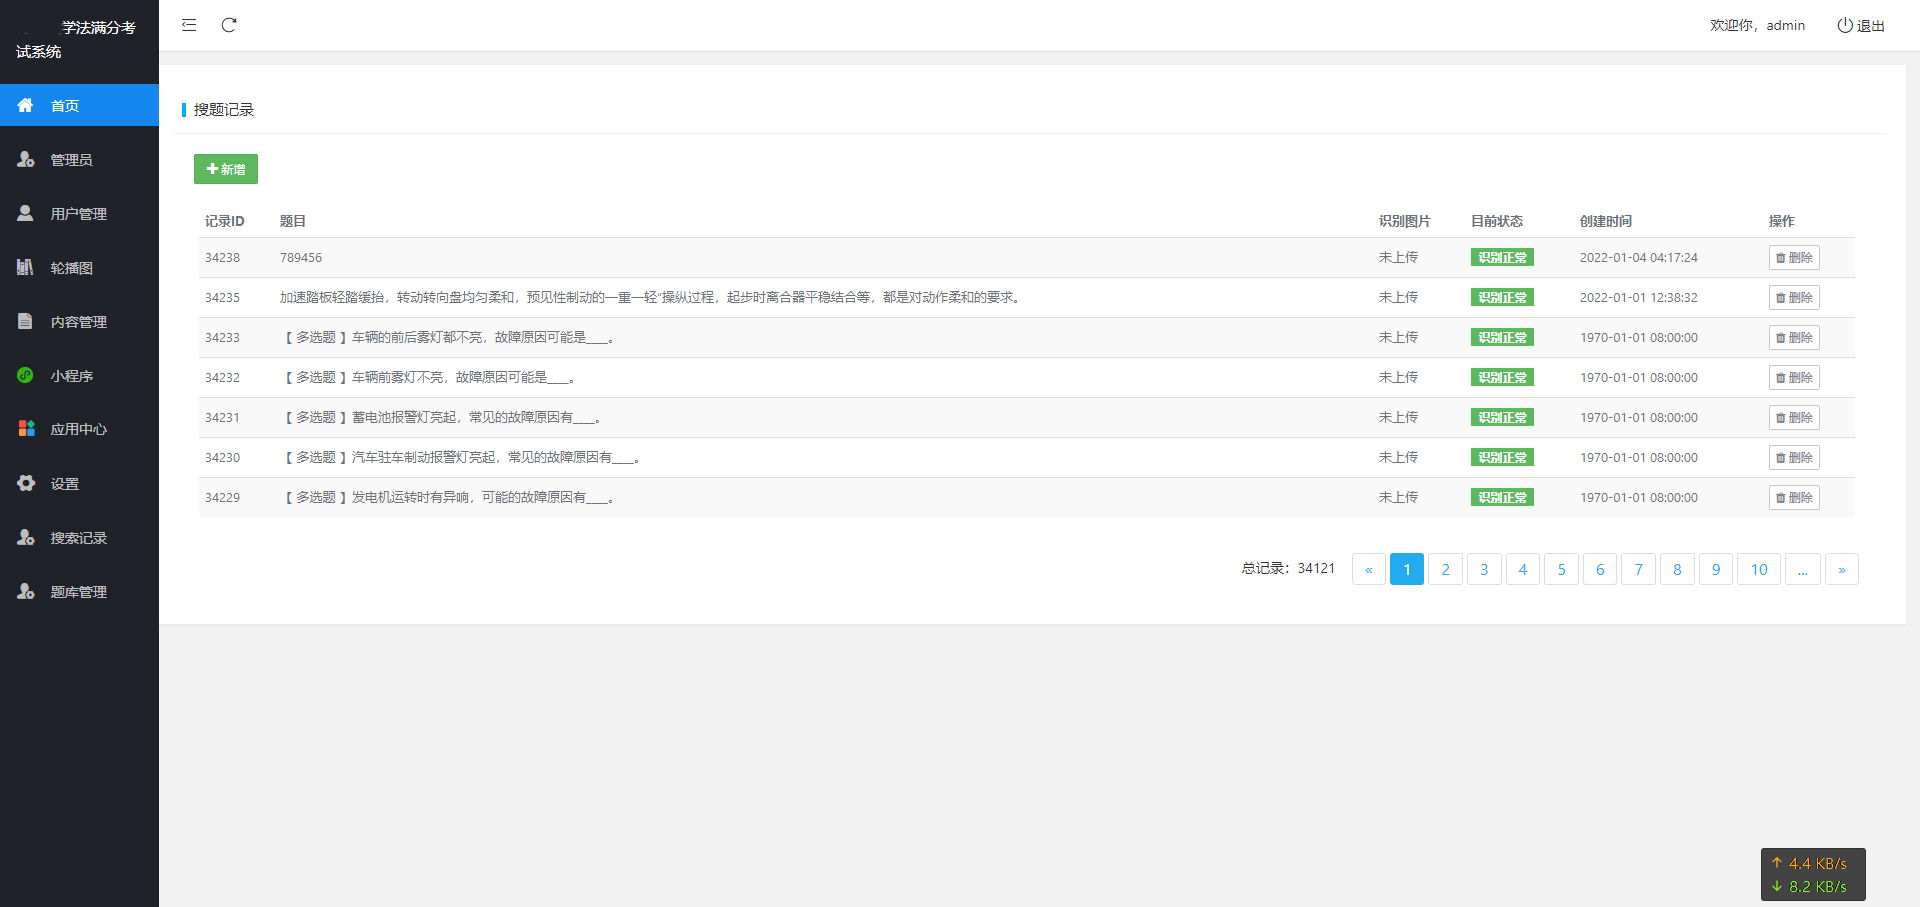 学法满分考
试系统
欢迎你，admin
退出
首页
管理员
用户管理
轮播图
内容管理
小程序
应用中心
设置
搜索记录
题库管理
搜题记录
新增
记录ID 题目 识别图片 目前状态 创建时间 操作
34238 789456 未上传 识别正常 2022-01-04 04:17:24 删除
34235 加速踏板轻踏缓抬，转动转向盘均匀柔和，预见性制动的一重一轻"操纵过程，起步时离合器平稳结合等，都是对动作柔和的要求。 未上传 识别正常 2022-01-01 12:38:32 删除
34233 【 多选题 】车辆的前后雾灯都不亮，故障原因可能是____。 未上传 识别正常 1970-01-01 08:00:00 删除
34232 【 多选题 】车辆前雾灯不亮，故障原因可能是____。 未上传 识别正常 1970-01-01 08:00:00 删除
34231 【 多选题 】蓄电池报警灯亮起，常见的故障原因有____。 未上传 识别正常 1970-01-01 08:00:00 删除
34230 【 多选题 】汽车驻车制动报警灯亮起，常见的故障原因有____。 未上传 识别正常 1970-01-01 08:00:00 删除
34229 【 多选题 】发电机运转时有异响，可能的故障原因有____。 未上传 识别正常 1970-01-01 08:00:00 删除
总记录：34121 « 1 2 3 4 5 6 7 8 9 10 ... »
↑ 4.4 KB/s
↓ 8.2 KB/s